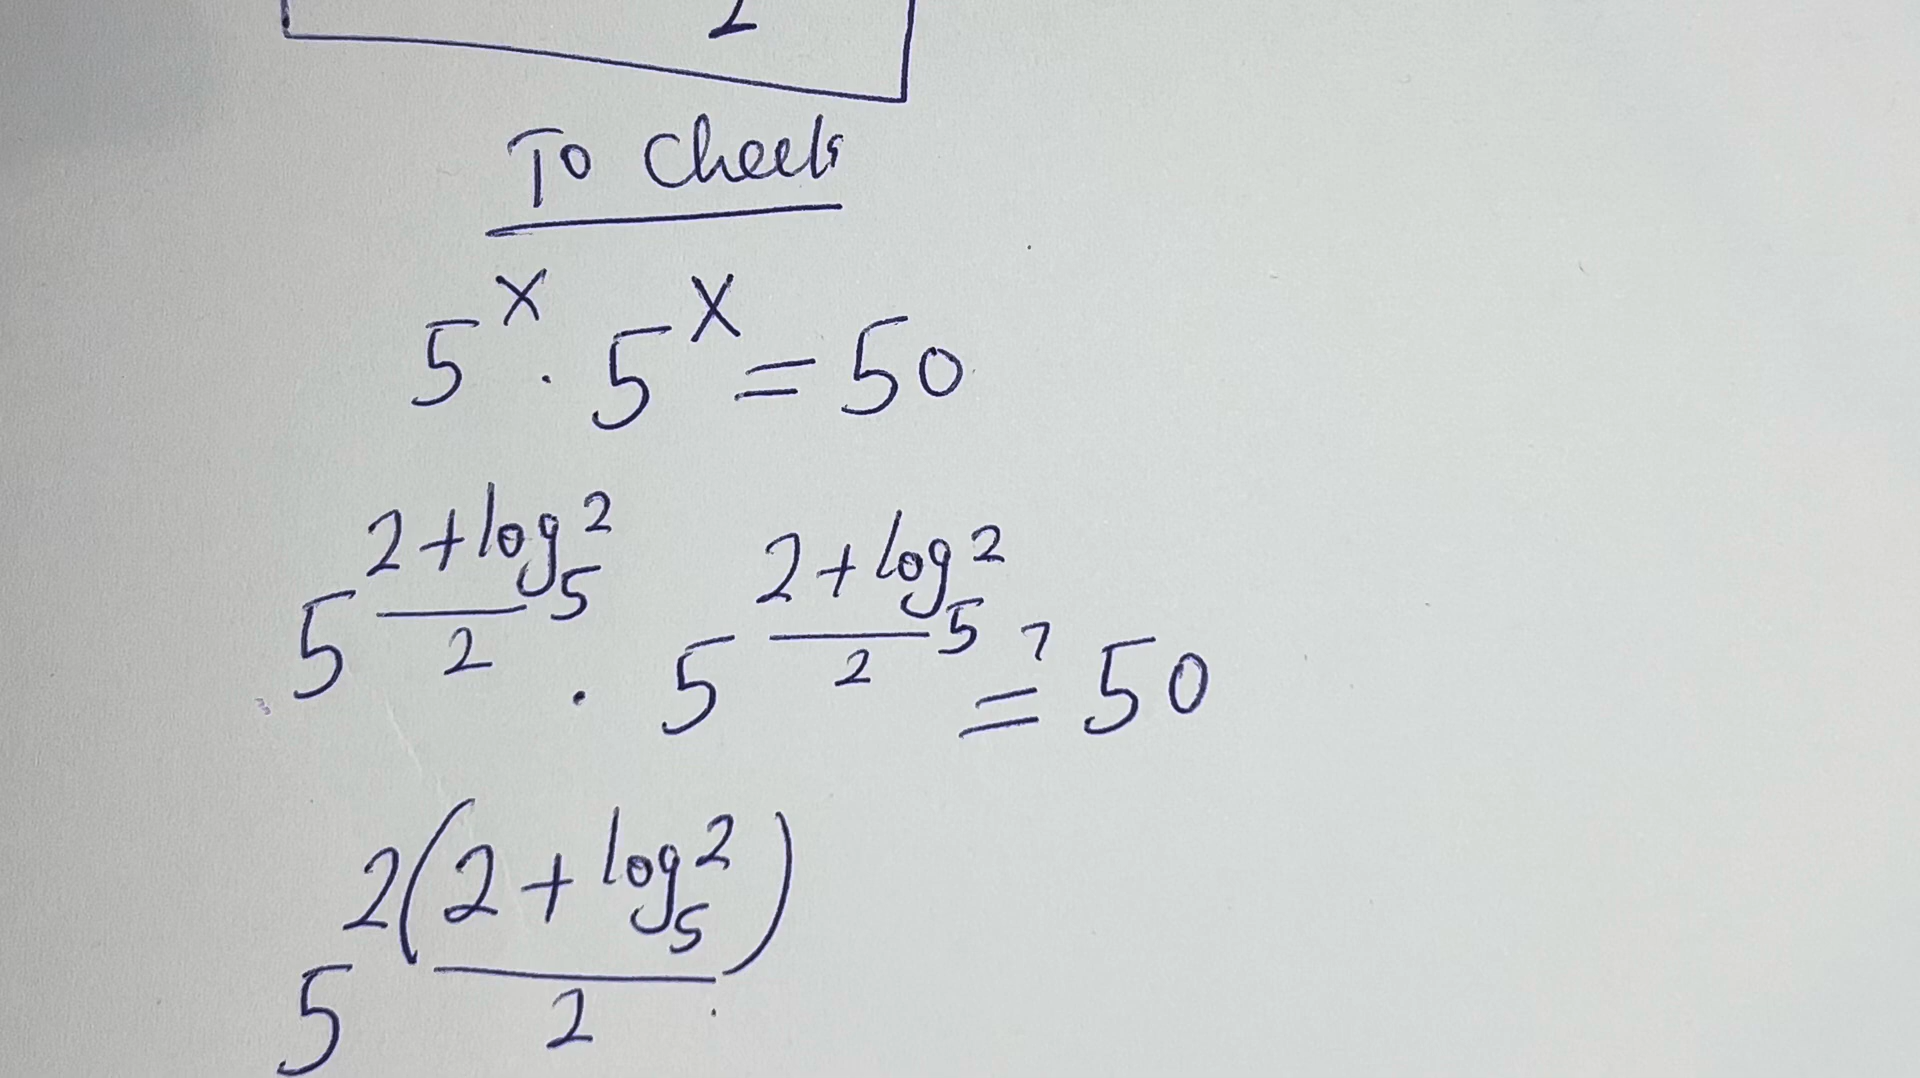 2
To Check
5^x . 5^x = 50
5^((2+log_5 2)/2) . 5^((2+log_5 2)/2) =? 50
5^(2((2+log_5 2)/2))